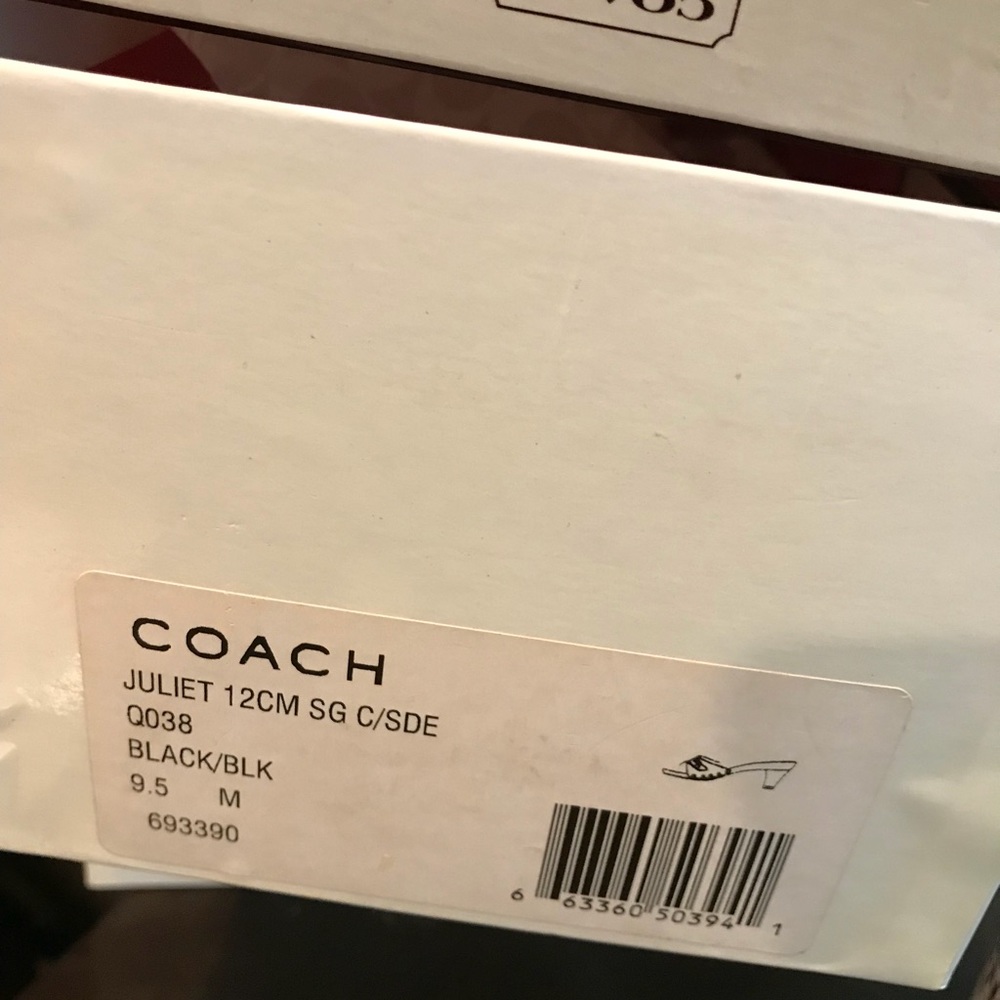 COACH
JULIET 12CM SG C/SDE
Q038
BLACK/BLK
9.5 M
693390
6 63360 50394 1